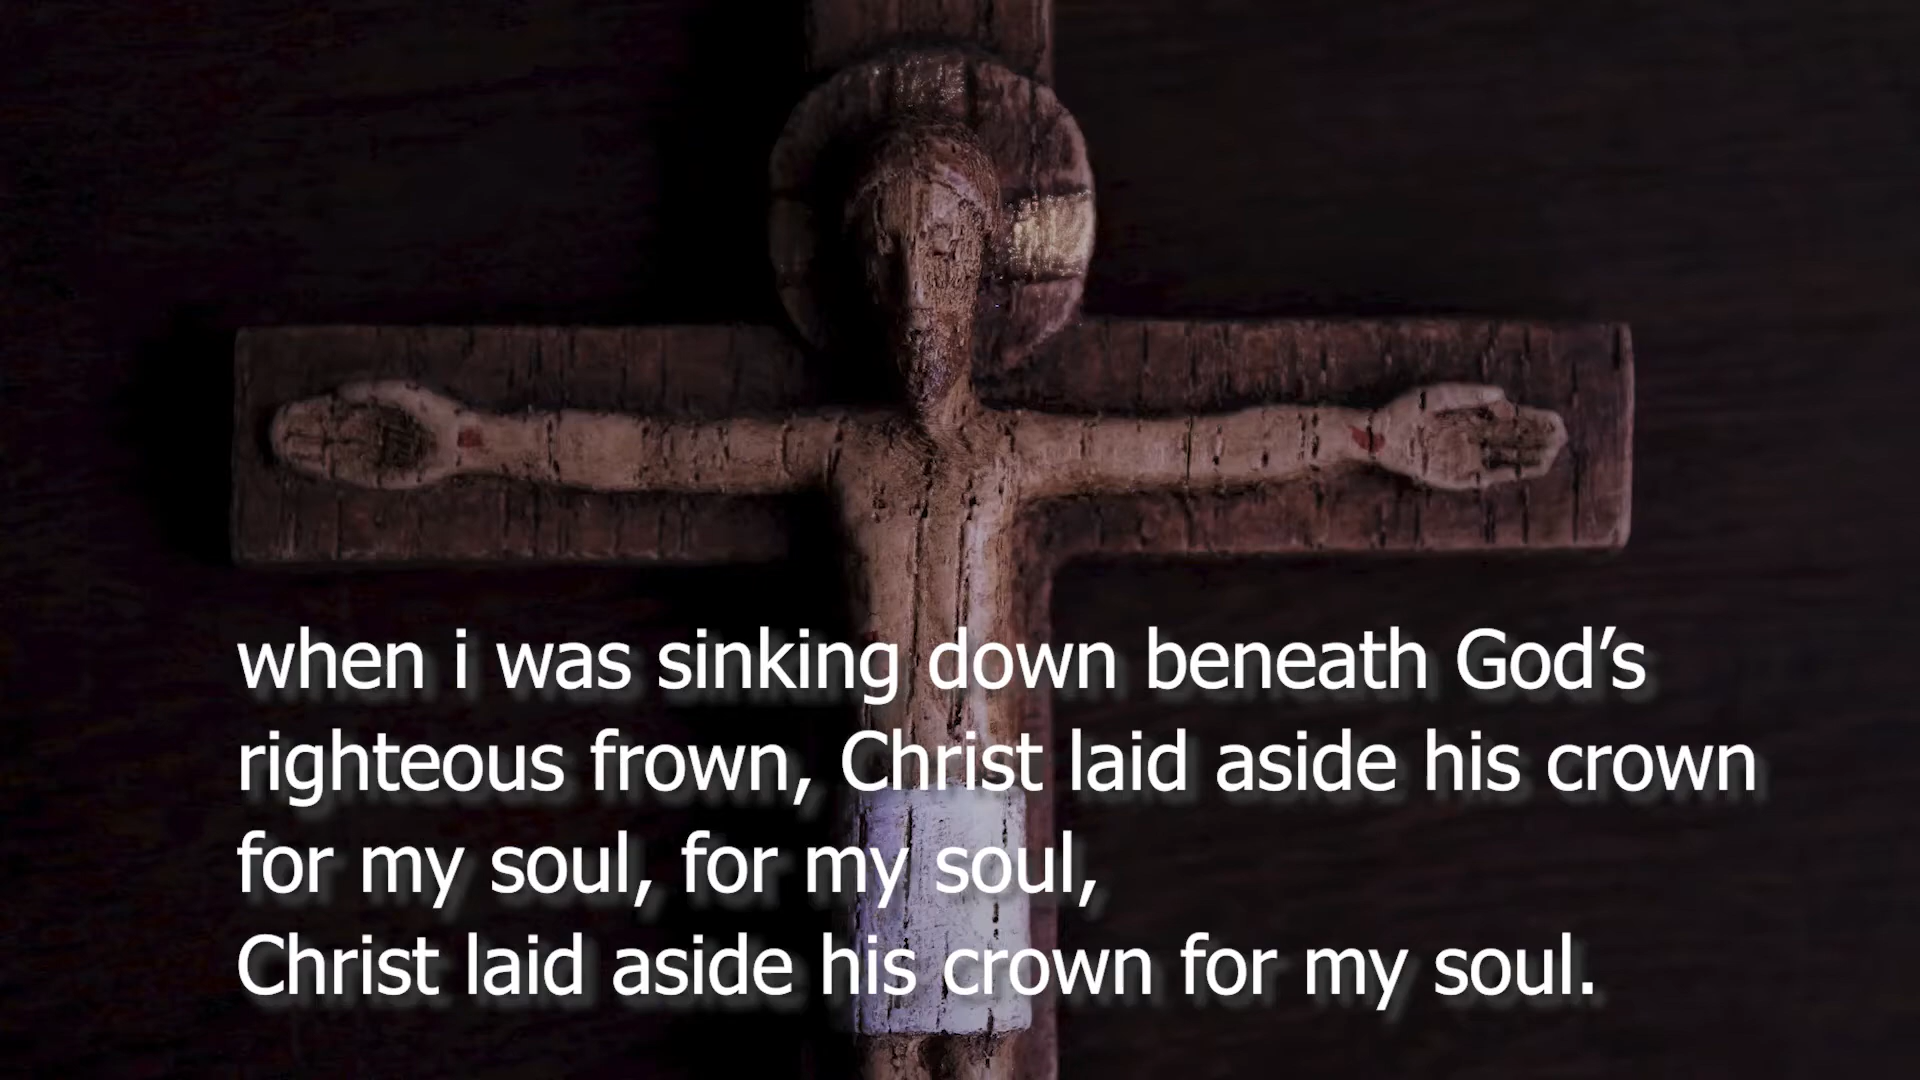 when i was sinking down beneath God’s
righteous frown, Christ laid aside his crown
for my soul, for my soul,
Christ laid aside his crown for my soul.